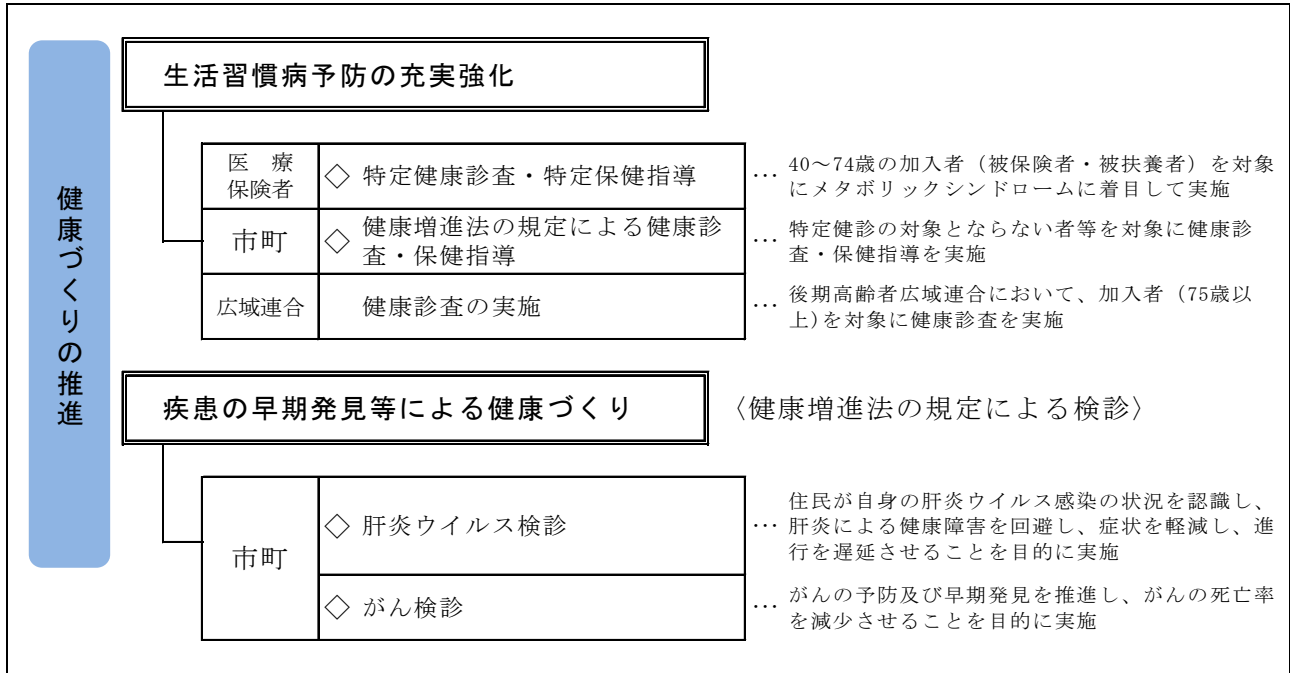 健康づくりの推進
生活習慣病予防の充実強化
医 療
保険者
◇ 特定健康診査・特定保健指導
… 40～74歳の加入者（被保険者・被扶養者）を対象
にメタボリックシンドロームに着目して実施
市町
◇ 健康増進法の規定による健康診
査・保健指導
… 特定健診の対象とならない者等を対象に健康診
査・保健指導を実施
広域連合
健康診査の実施
… 後期高齢者広域連合において、加入者（75歳以
上)を対象に健康診査を実施
疾患の早期発見等による健康づくり
〈健康増進法の規定による検診〉
市町
◇ 肝炎ウイルス検診
住民が自身の肝炎ウイルス感染の状況を認識し、
… 肝炎による健康障害を回避し、症状を軽減し、進
行を遅延させることを目的に実施
◇ がん検診
… がんの予防及び早期発見を推進し、がんの死亡率
を減少させることを目的に実施